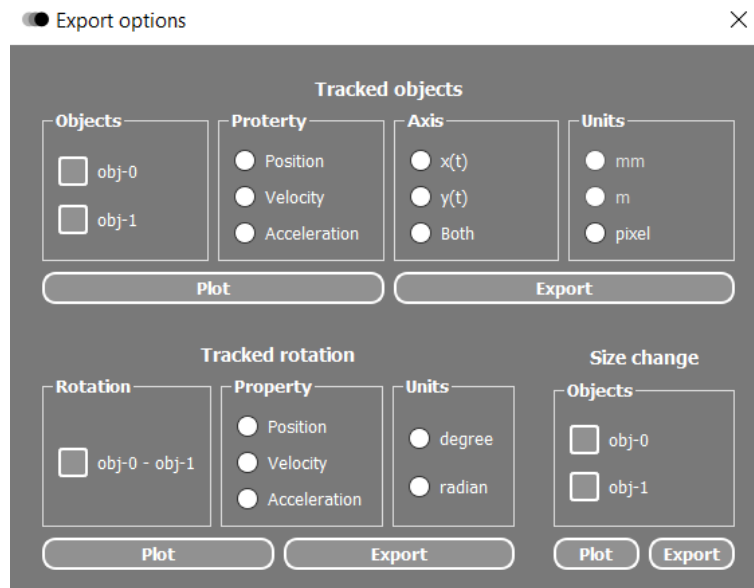 Export options
Tracked objects
Objects
obj-0
obj-1
Proterty
Position
Velocity
Acceleration
Axis
x(t)
y(t)
Both
Units
mm
m
pixel
Plot
Export
Tracked rotation
Rotation
obj-0 - obj-1
Property
Position
Velocity
Acceleration
Units
degree
radian
Plot
Export
Size change
Objects
obj-0
obj-1
Plot
Export